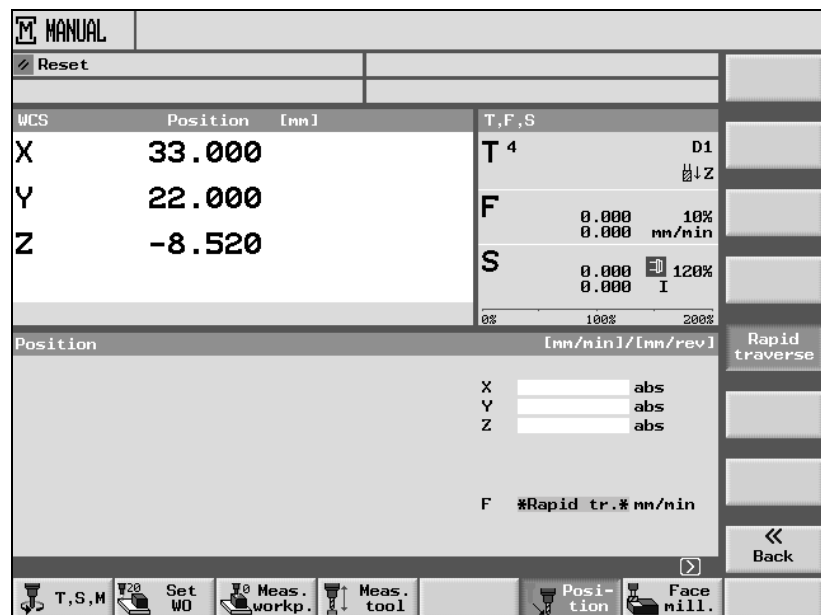 M MANUAL
Reset
WCS Position [mm] T,F,S
X 33.000
Y 22.000
Z -8.520
T 4 D1
Z
F 0.000 10%
0.000 mm/min
S 0.000 120%
0.000 I
0% 100% 200%
Position [mm/min]/[mm/rev]
X abs
Y abs
Z abs
F *Rapid tr.* mm/min
Rapid
traverse
«
Back
T,S,M
Set
WO
Meas.
workp.
Meas.
tool
Posi-
tion
Face
mill.